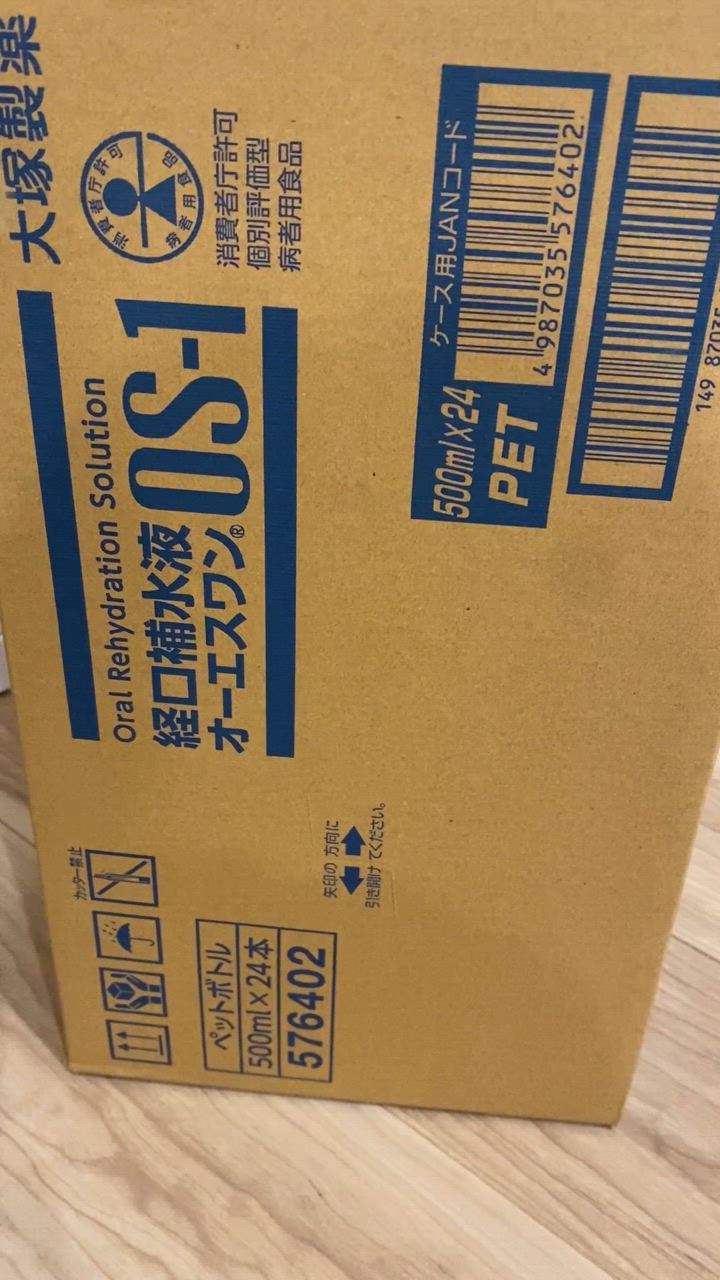 大塚製薬
消費者庁許可
病者用食品
消費者庁許可
個別評価型
病者用食品
Oral Rehydration Solution
経口補水液
オーエスワン®
OS-1
ケース用JANコード
4 987035 576402
500ml×24
PET
149 87035
カッター禁止
矢印の方向に
引き開けてください。
ペットボトル
500ml×24本
576402